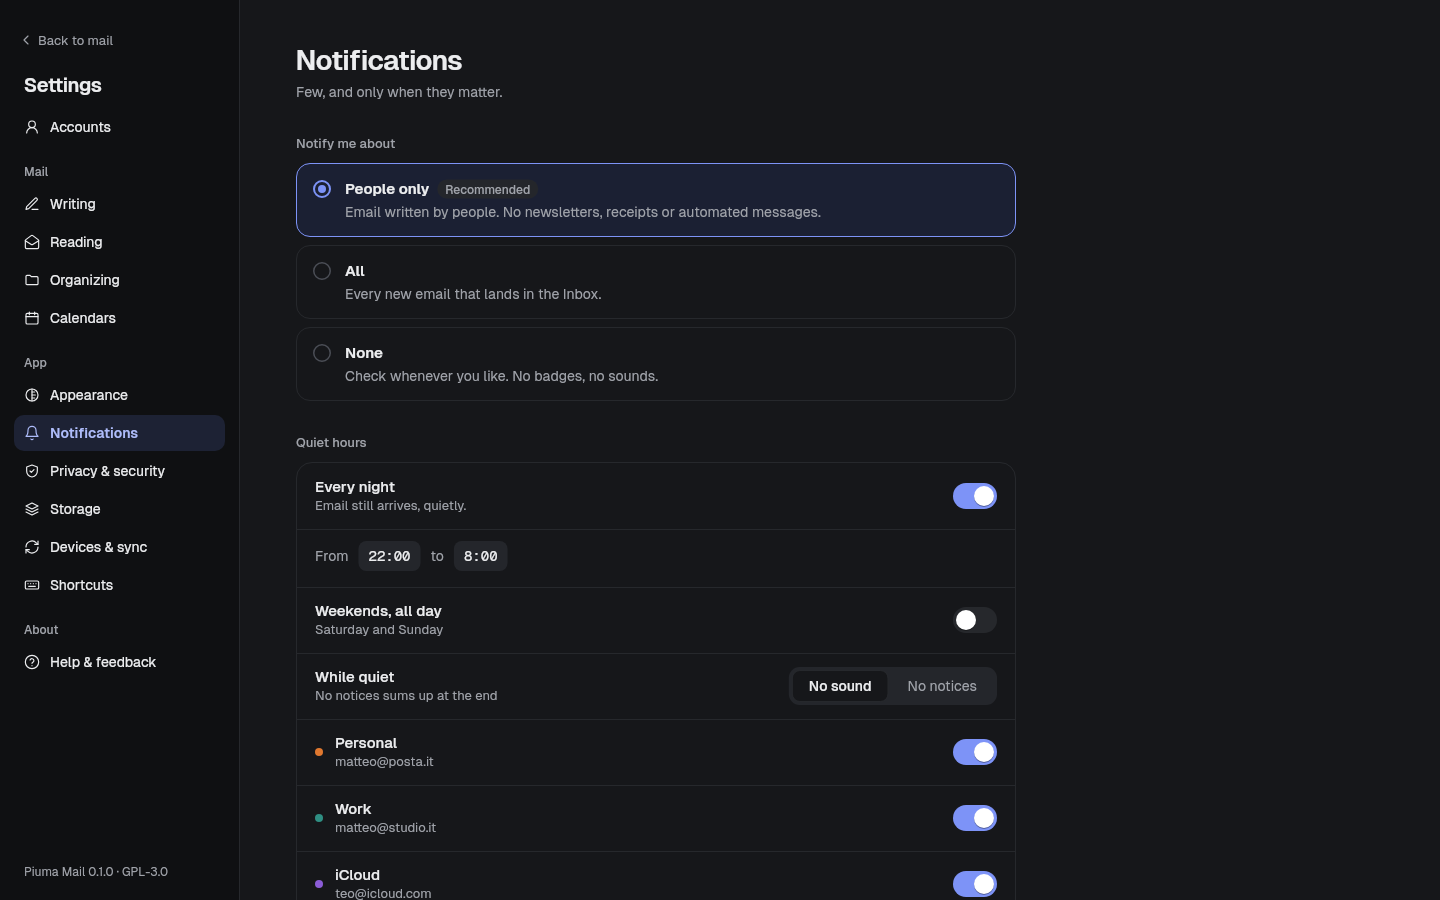 Back to mail
Settings
Accounts
Mail
Writing
Reading
Organizing
Calendars
App
Appearance
Notifications
Privacy & security
Storage
Devices & sync
Shortcuts
About
Help & feedback
Piuma Mail 0.1.0 · GPL-3.0
Notifications
Few, and only when they matter.
Notify me about
People only Recommended
Email written by people. No newsletters, receipts or automated messages.
All
Every new email that lands in the Inbox.
None
Check whenever you like. No badges, no sounds.
Quiet hours
Every night
Email still arrives, quietly.
From 22:00 to 8:00
Weekends, all day
Saturday and Sunday
While quiet
No notices sums up at the end
No sound No notices
Personal
matteo@posta.it
Work
matteo@studio.it
iCloud
teo@icloud.com